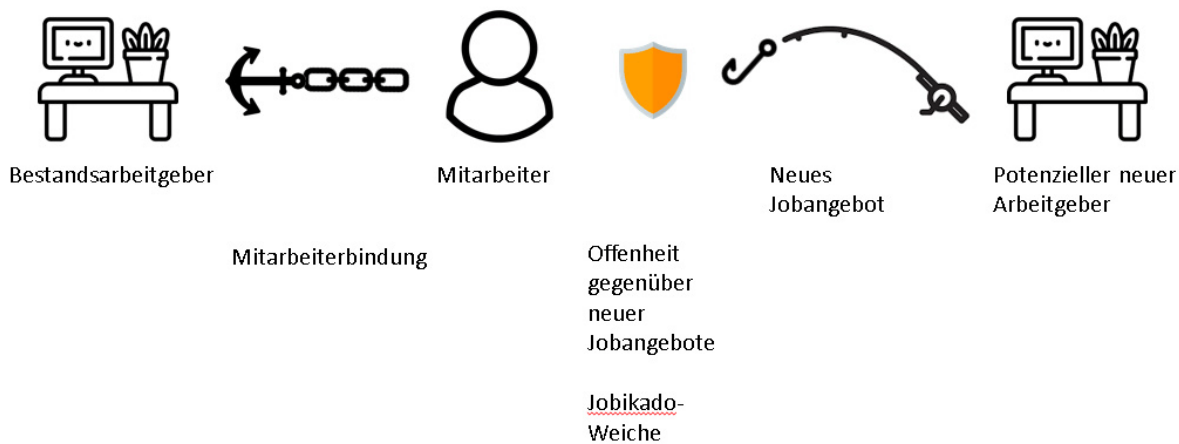 Bestandsarbeitgeber
Mitarbeiter
Neues
Jobangebot
Potenzieller neuer
Arbeitgeber
Mitarbeiterbindung
Offenheit
gegenüber
neuer
Jobangebote
Jobikado-
Weiche